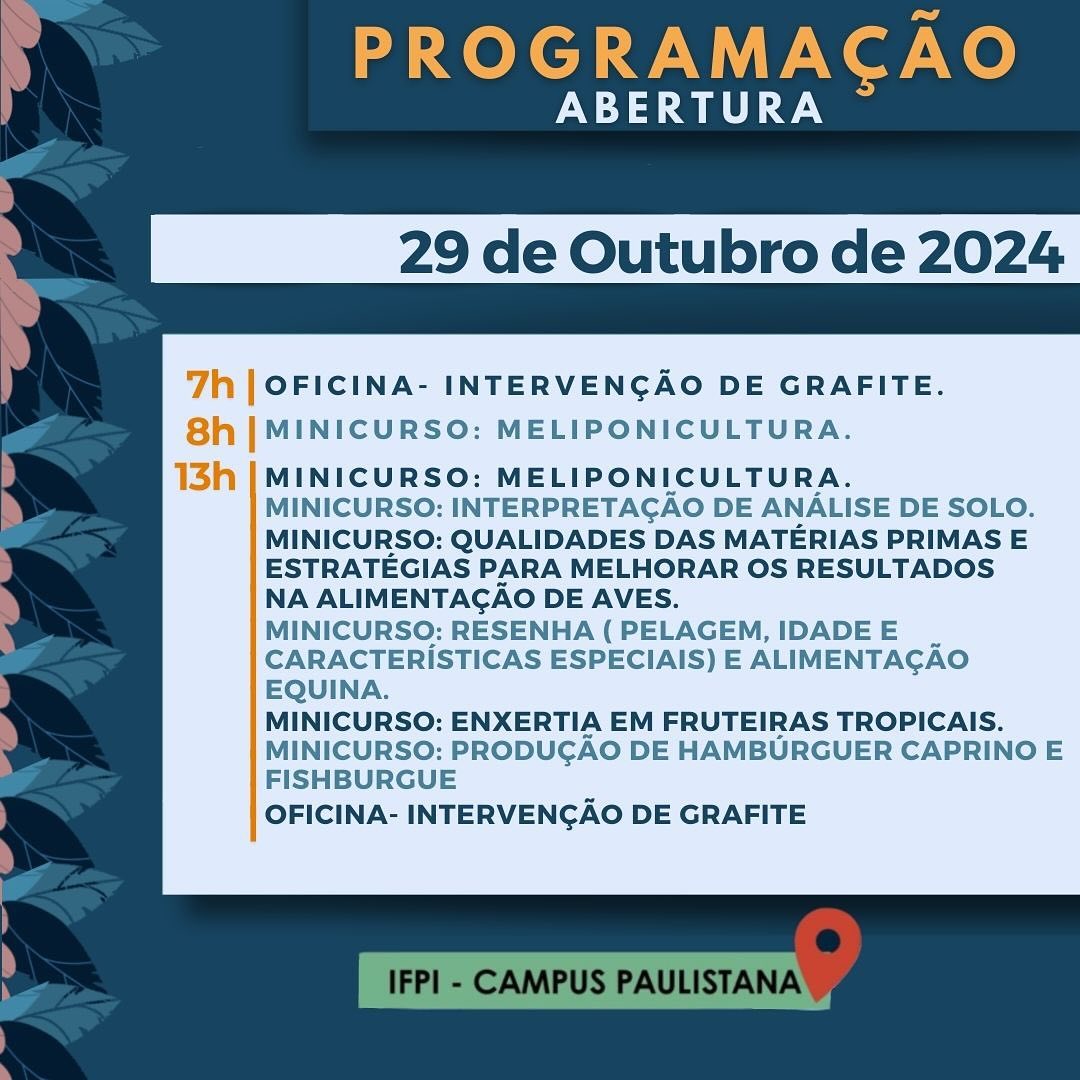 PROGRAMAÇÃO
ABERTURA
29 de Outubro de 2024
7h | OFICINA- INTERVENÇÃO DE GRAFITE.
8h | MINICURSO: MELIPONICULTURA.
13h | MINICURSO: MELIPONICULTURA.
MINICURSO: INTERPRETAÇÃO DE ANÁLISE DE SOLO.
MINICURSO: QUALIDADES DAS MATÉRIAS PRIMAS E
ESTRATÉGIAS PARA MELHORAR OS RESULTADOS
NA ALIMENTAÇÃO DE AVES.
MINICURSO: RESENHA ( PELAGEM, IDADE E
CARACTERÍSTICAS ESPECIAIS) E ALIMENTAÇÃO
EQUINA.
MINICURSO: ENXERTIA EM FRUTEIRAS TROPICAIS.
MINICURSO: PRODUÇÃO DE HAMBÚRGUER CAPRINO E
FISHBURGUE
OFICINA- INTERVENÇÃO DE GRAFITE
IFPI - CAMPUS PAULISTANA